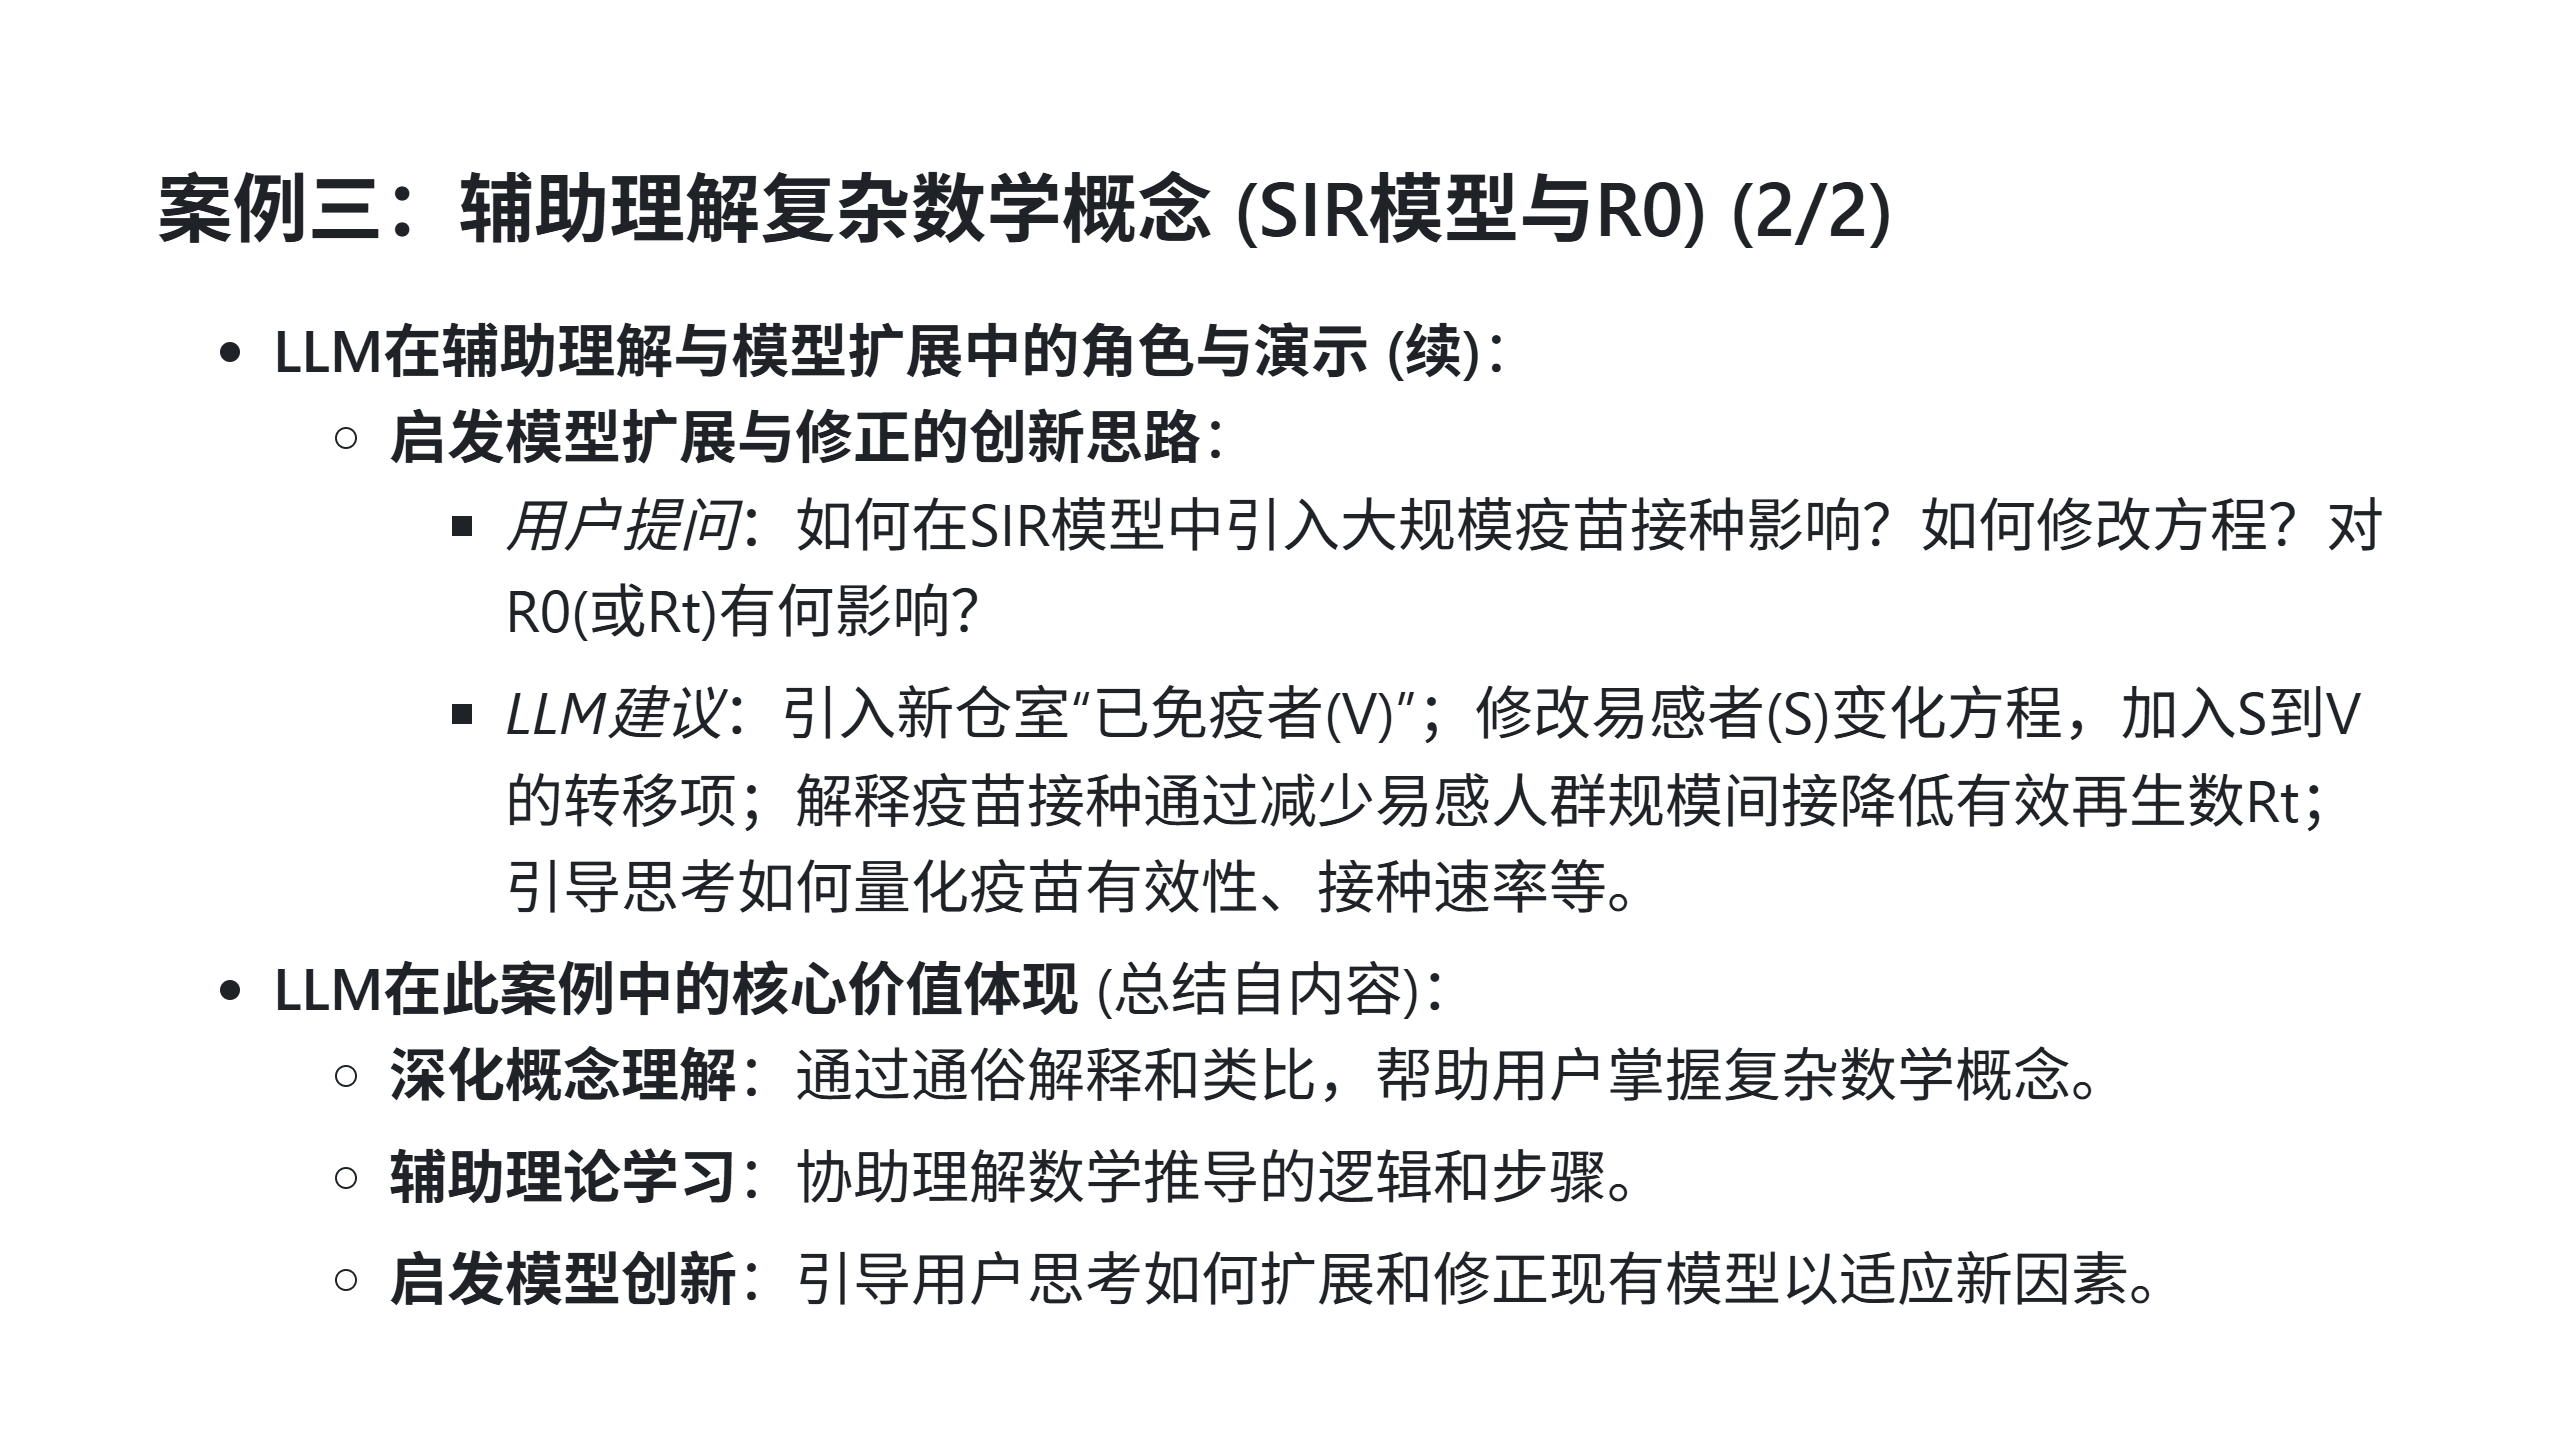 案例三：辅助理解复杂数学概念 (SIR模型与R0) (2/2)
LLM在辅助理解与模型扩展中的角色与演示 (续)：
启发模型扩展与修正的创新思路：
用户提问：如何在SIR模型中引入大规模疫苗接种影响？如何修改方程？对
R0(或Rt)有何影响？
LLM建议：引入新仓室“已免疫者(V)”；修改易感者(S)变化方程，加入S到V
的转移项；解释疫苗接种通过减少易感人群规模间接降低有效再生数Rt；
引导思考如何量化疫苗有效性、接种速率等。
LLM在此案例中的核心价值体现 (总结自内容)：
深化概念理解：通过通俗解释和类比，帮助用户掌握复杂数学概念。
辅助理论学习：协助理解数学推导的逻辑和步骤。
启发模型创新：引导用户思考如何扩展和修正现有模型以适应新因素。